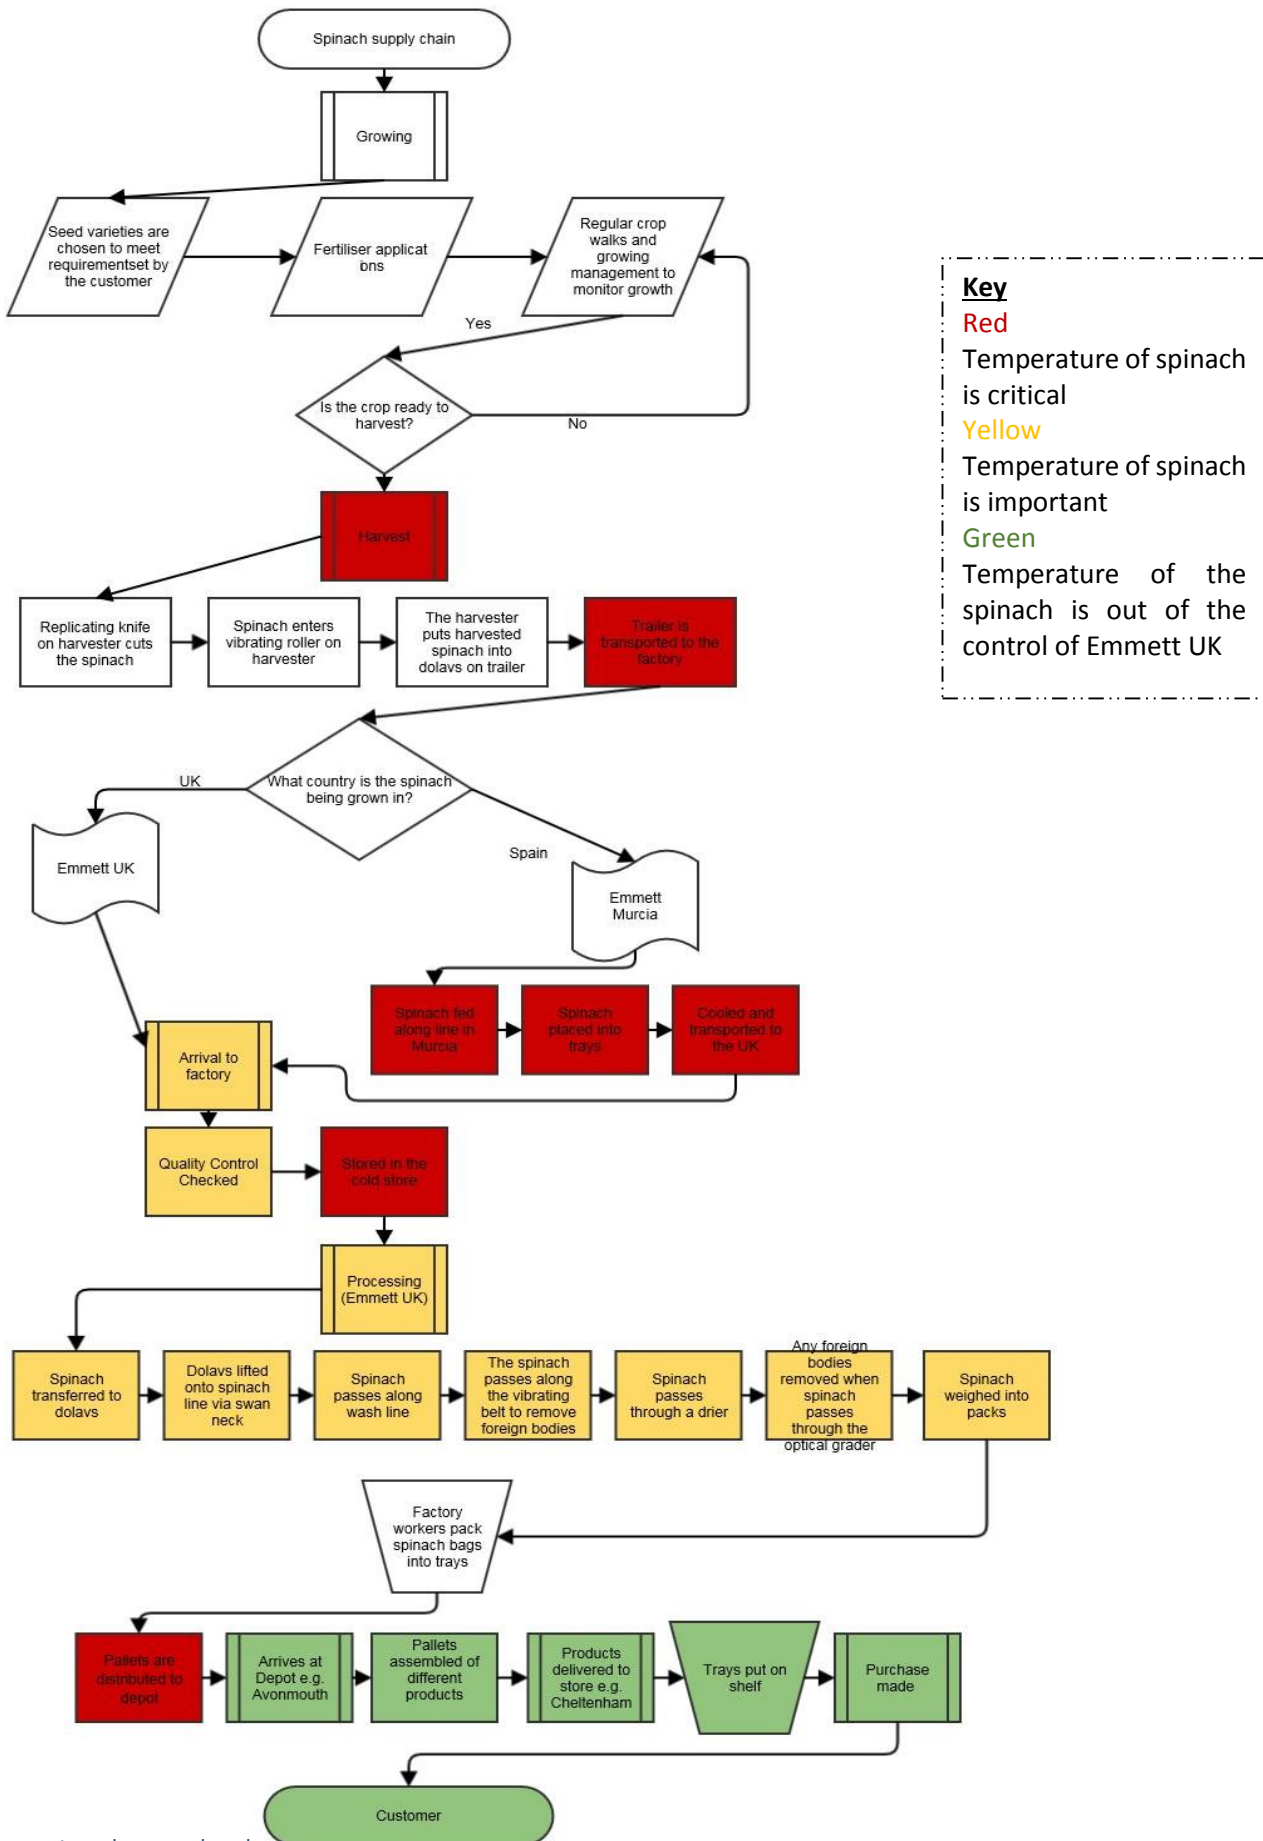 Spinach supply chain
Growing
Seed varieties are
chosen to meet
requirementset by
the customer
Fertiliser applicat
ions
Regular crop
walks and
growing
management to
monitor growth
Yes
Is the crop ready to
harvest?
No
Key
Red
Temperature of spinach
is critical
Yellow
Temperature of spinach
is important
Green
Temperature of the
spinach is out of the
control of Emmett UK
Harvest
Replicating knife
on harvester cuts
the spinach
Spinach enters
vibrating roller on
harvester
The harvester
puts harvested
spinach into
dolavs on trailer
Trailer is
transported to the
factory
What country is the spinach
being grown in?
UK
Spain
Emmett UK
Emmett
Murcia
Spinach fed
along line in
Murcia
Spinach
placed into
trays
Cooled and
transported to
the UK
Arrival to
factory
Quality Control
Checked
Stored in the
cold store
Processing
(Emmett UK)
Spinach
transferred to
dolavs
Dolavs lifted
onto spinach
line via swan
neck
Spinach
passes along
wash line
The spinach
passes along
the vibrating
belt to remove
foreign bodies
Spinach
passes
through a drier
Any foreign
bodies
removed when
spinach
passes
through the
optical grader
Spinach
weighed into
packs
Factory
workers pack
spinach bags
into trays
Pallets are
distributed to
depot
Arrives at
Depot e.g.
Avonmouth
Pallets
assembled of
different
products
Products
delivered to
store e.g.
Cheltenham
Trays put on
shelf
Purchase
made
Customer